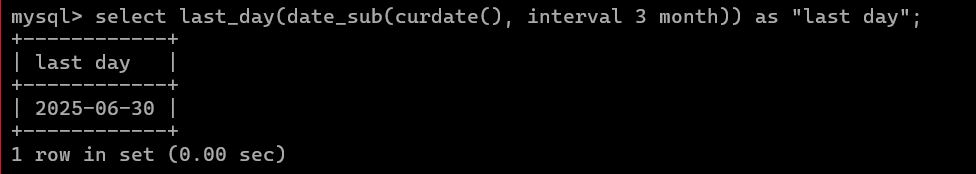 mysql> select last_day(date_sub(curdate(), interval 3 month)) as "last day";
+------------+
| last day   |
+------------+
| 2025-06-30 |
+------------+
1 row in set (0.00 sec)